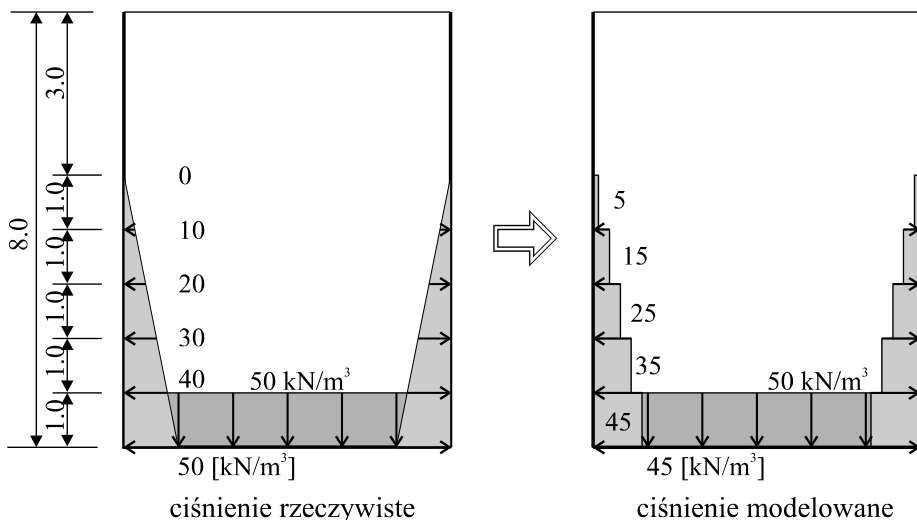 8.0
3.0
1.0
1.0
1.0
1.0
1.0
0
10
20
30
40
50 kN/m³
50 [kN/m³]
ciśnienie rzeczywiste
5
15
25
35
45
50 kN/m³
45 [kN/m³]
ciśnienie modelowane